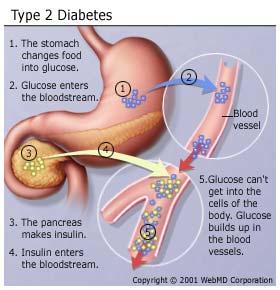 Type 2 Diabetes
1. The stomach
changes food
into glucose.
2. Glucose enters
the bloodstream.
1
2
Blood
vessel
3
4
3. The pancreas
makes insulin.
4. Insulin enters
the bloodstream.
5
5.Glucose can't
get into the
cells of the
body. Glucose
builds up in
the blood
vessels.
Copyright © 2001 WebMD Corporation